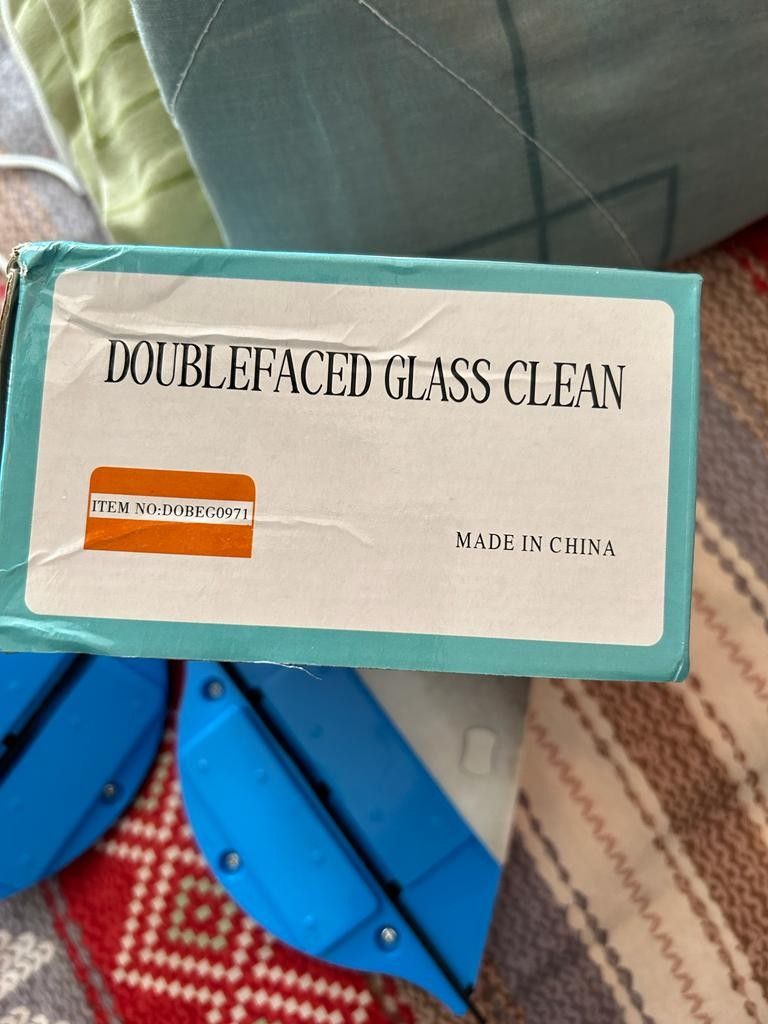 DOUBLEFACED GLASS CLEAN
ITEM NO:DOBEG0971
MADE IN CHINA